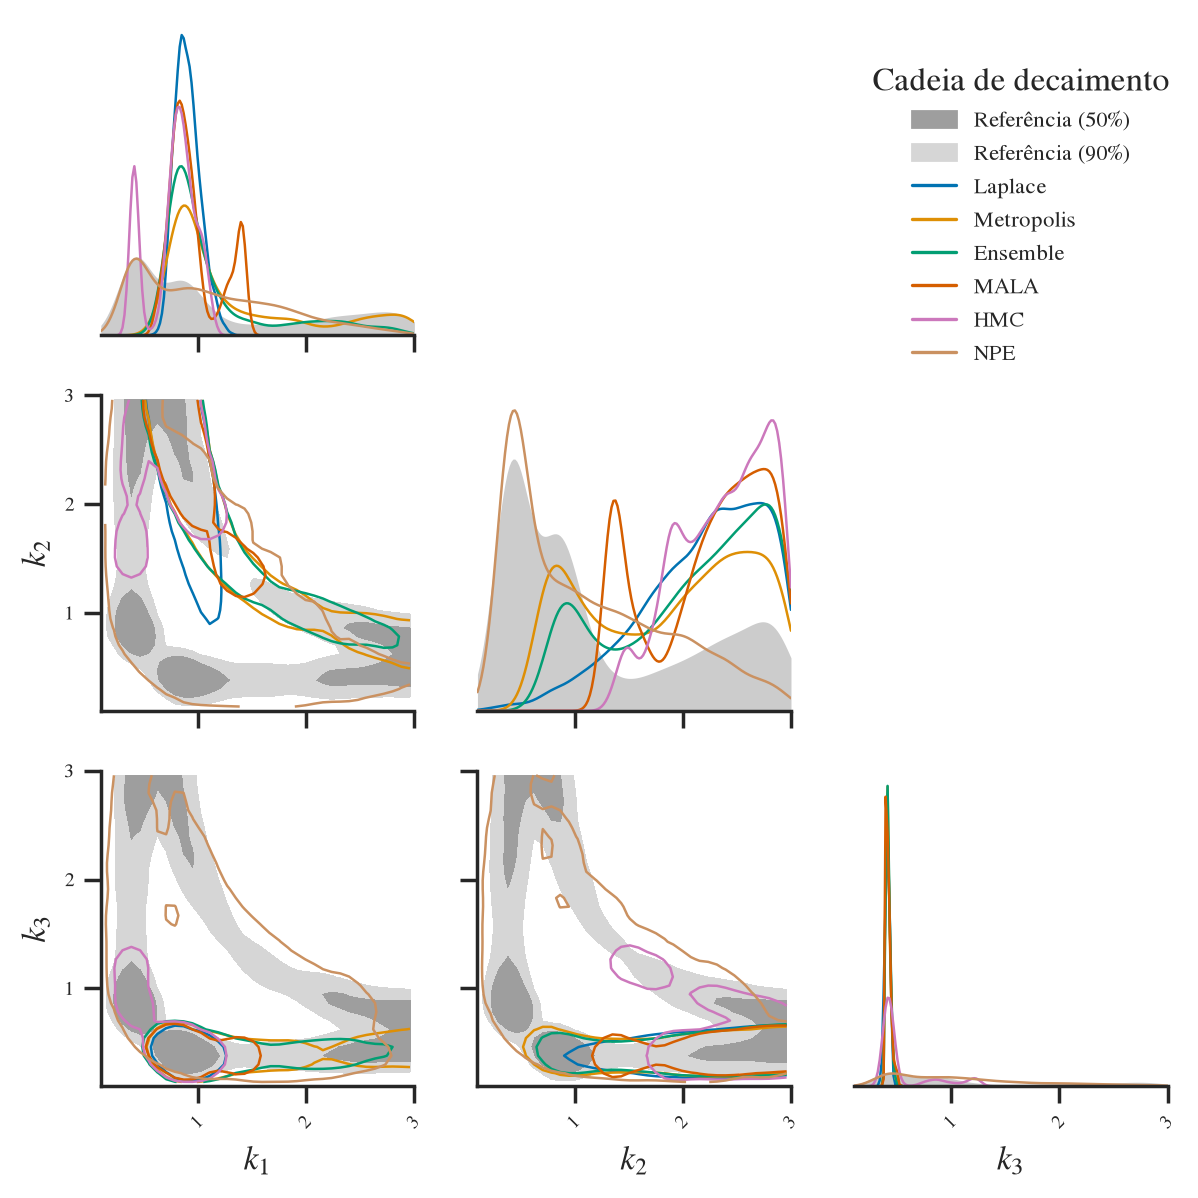 Cadeia de decaimento
Referência (50%)
Referência (90%)
Laplace
Metropolis
Ensemble
MALA
HMC
NPE
3
2
1
k2
3
2
1
k3
1
2
3
1
2
3
1
2
3
k1
k2
k3